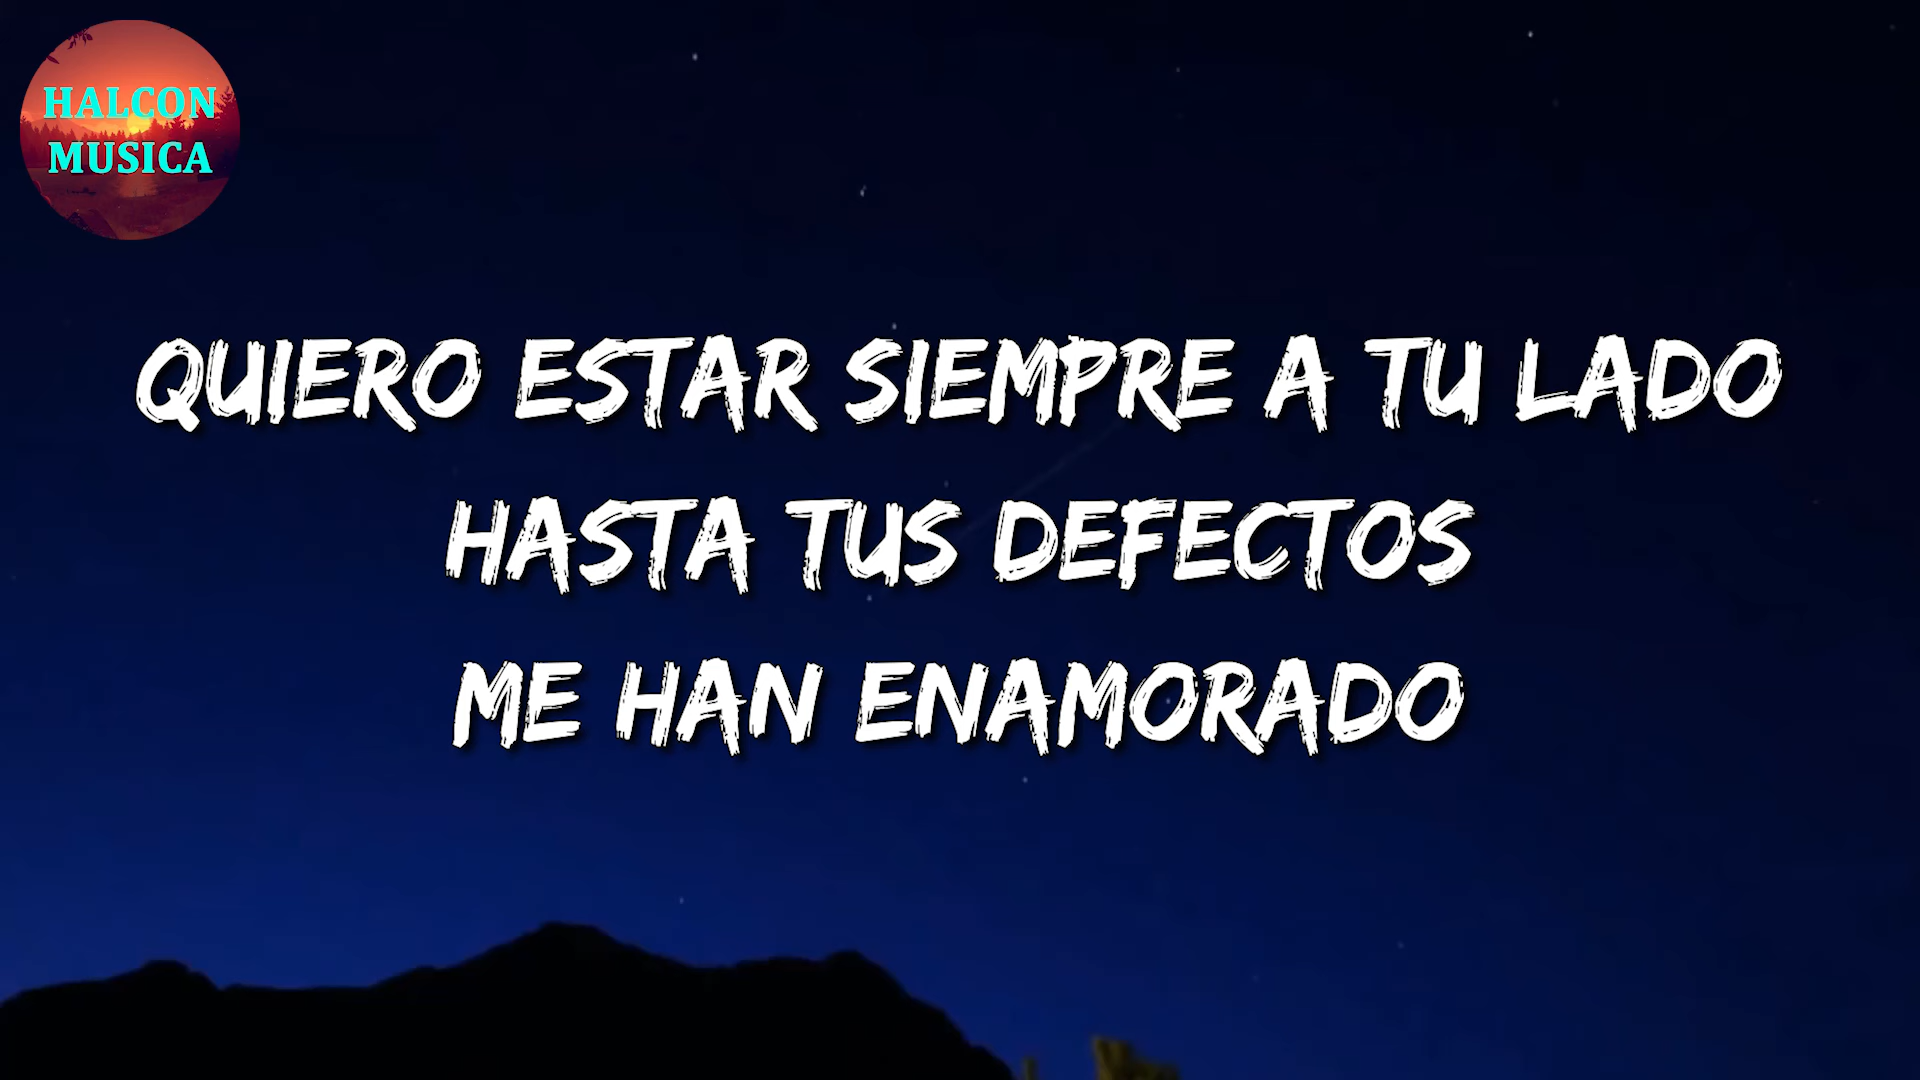 HALCON
MUSICA
QUIERO ESTAR SIEMPRE A TU LADO
HASTA TUS DEFECTOS
ME HAN ENAMORADO